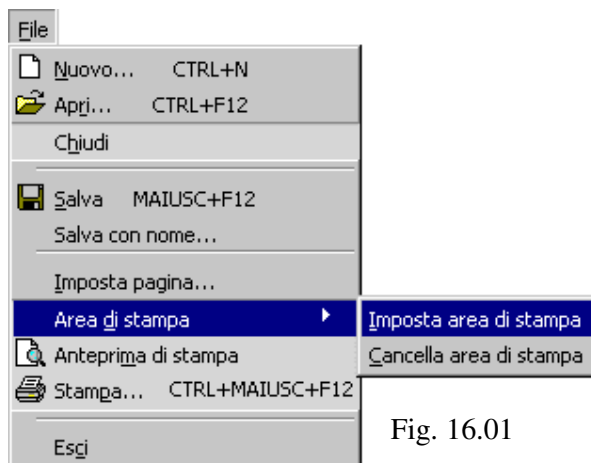 File
Nuovo... CTRL+N
Apri... CTRL+F12
Chiudi
Salva MAIUSC+F12
Salva con nome...
Imposta pagina...
Area di stampa
Imposta area di stampa
Anteprima di stampa
Cancella area di stampa
Stampa... CTRL+MAIUSC+F12
Fig. 16.01
Esci